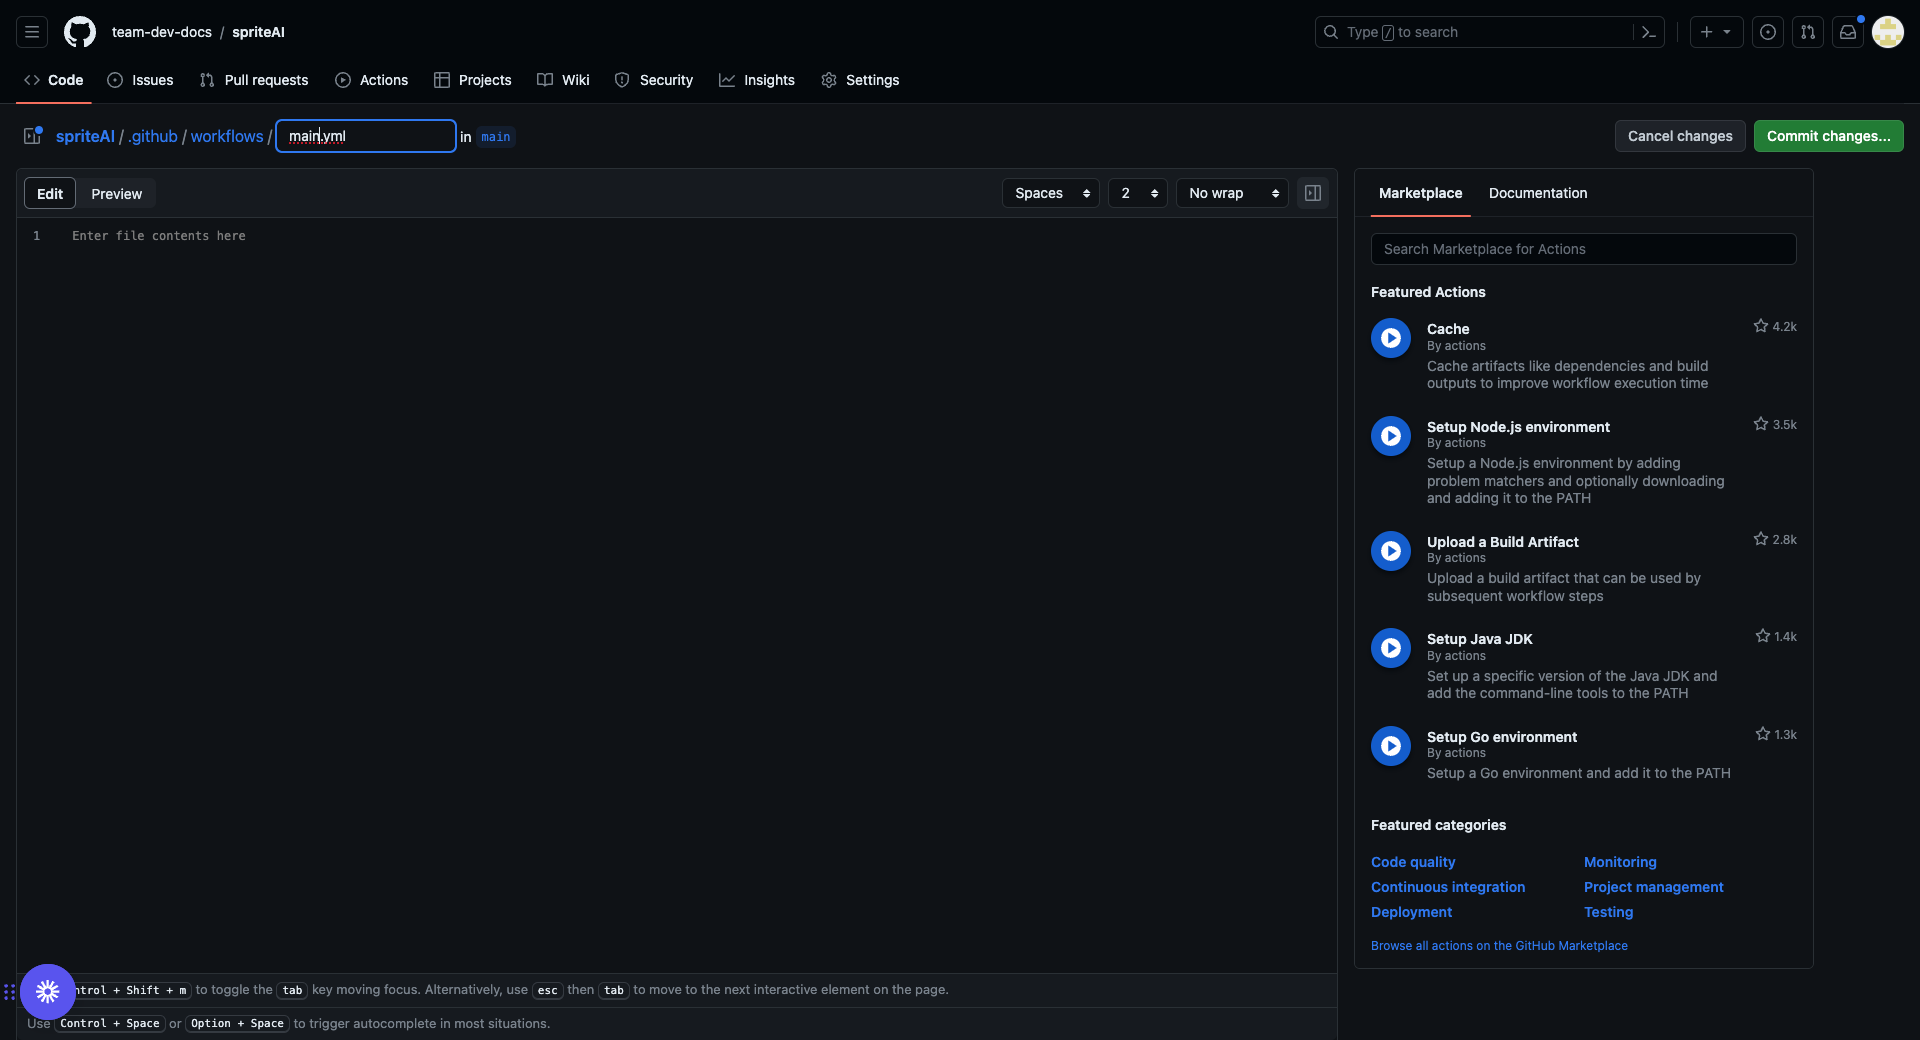 team-dev-docs / spriteAI
Type / to search
Code
Issues
Pull requests
Actions
Projects
Wiki
Security
Insights
Settings
spriteAI / .github / workflows / main.yml in main
Cancel changes
Commit changes...
Edit
Preview
Spaces
2
No wrap
1
Enter file contents here
Marketplace
Documentation
Search Marketplace for Actions
Featured Actions
Cache
4.2k
By actions
Cache artifacts like dependencies and build
outputs to improve workflow execution time
Setup Node.js environment
3.5k
By actions
Setup a Node.js environment by adding
problem matchers and optionally downloading
and adding it to the PATH
Upload a Build Artifact
2.8k
By actions
Upload a build artifact that can be used by
subsequent workflow steps
Setup Java JDK
1.4k
By actions
Set up a specific version of the Java JDK and
add the command-line tools to the PATH
Setup Go environment
1.3k
By actions
Setup a Go environment and add it to the PATH
Featured categories
Code quality
Monitoring
Continuous integration
Project management
Deployment
Testing
Browse all actions on the GitHub Marketplace
ntrol + Shift + m to toggle the tab key moving focus. Alternatively, use esc then tab to move to the next interactive element on the page.
Use Control + Space or Option + Space to trigger autocomplete in most situations.